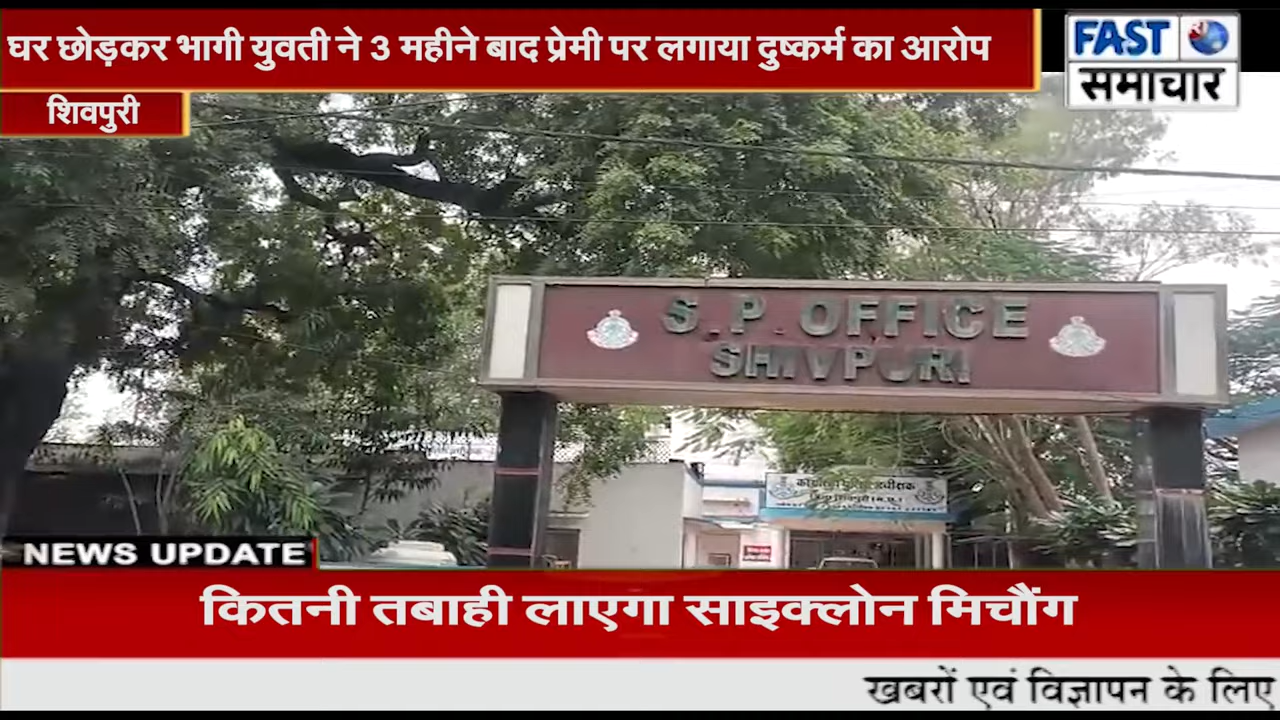 घर छोड़कर भागी युवती ने 3 महीने बाद प्रेमी पर लगाया दुष्कर्म का आरोप
FAST
समाचार
शिवपुरी
S. P. OFFICE
SHIVPURI
NEWS UPDATE
कितनी तबाही लाएगा साइक्लोन मिचौंग
खबरों एवं विज्ञापन के लिए